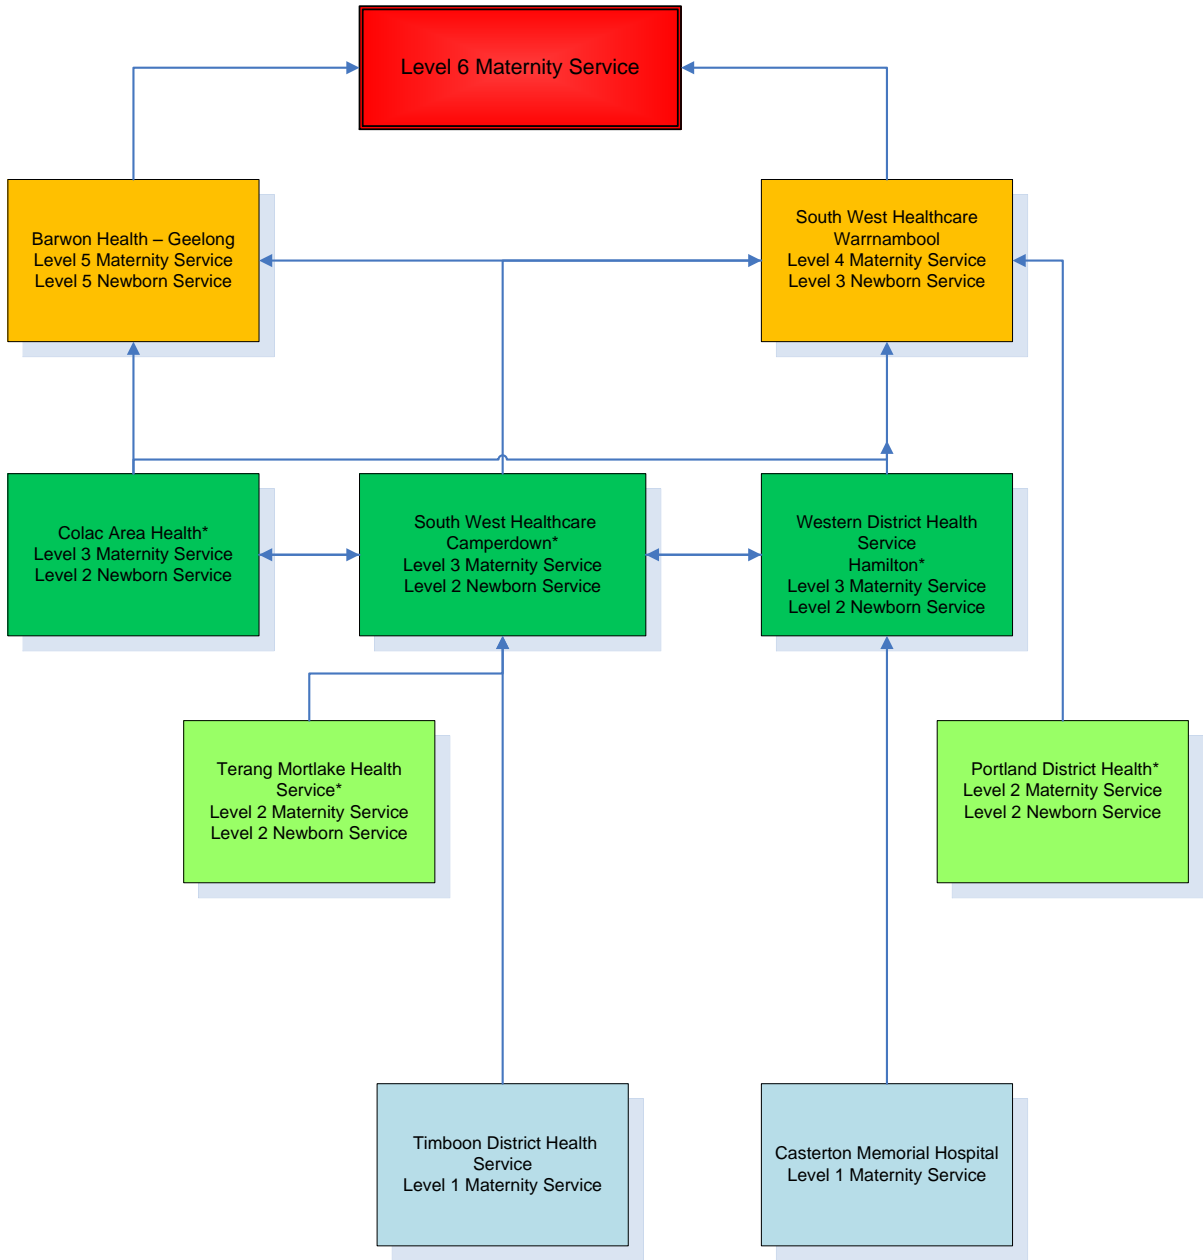 Level 6 Maternity Service
Barwon Health – Geelong
Level 5 Maternity Service
Level 5 Newborn Service
South West Healthcare
Warrnambool
Level 4 Maternity Service
Level 3 Newborn Service
Colac Area Health*
Level 3 Maternity Service
Level 2 Newborn Service
South West Healthcare
Camperdown*
Level 3 Maternity Service
Level 2 Newborn Service
Western District Health
Service
Hamilton*
Level 3 Maternity Service
Level 2 Newborn Service
Terang Mortlake Health
Service*
Level 2 Maternity Service
Level 2 Newborn Service
Portland District Health*
Level 2 Maternity Service
Level 2 Newborn Service
Timboon District Health
Service
Level 1 Maternity Service
Casterton Memorial Hospital
Level 1 Maternity Service